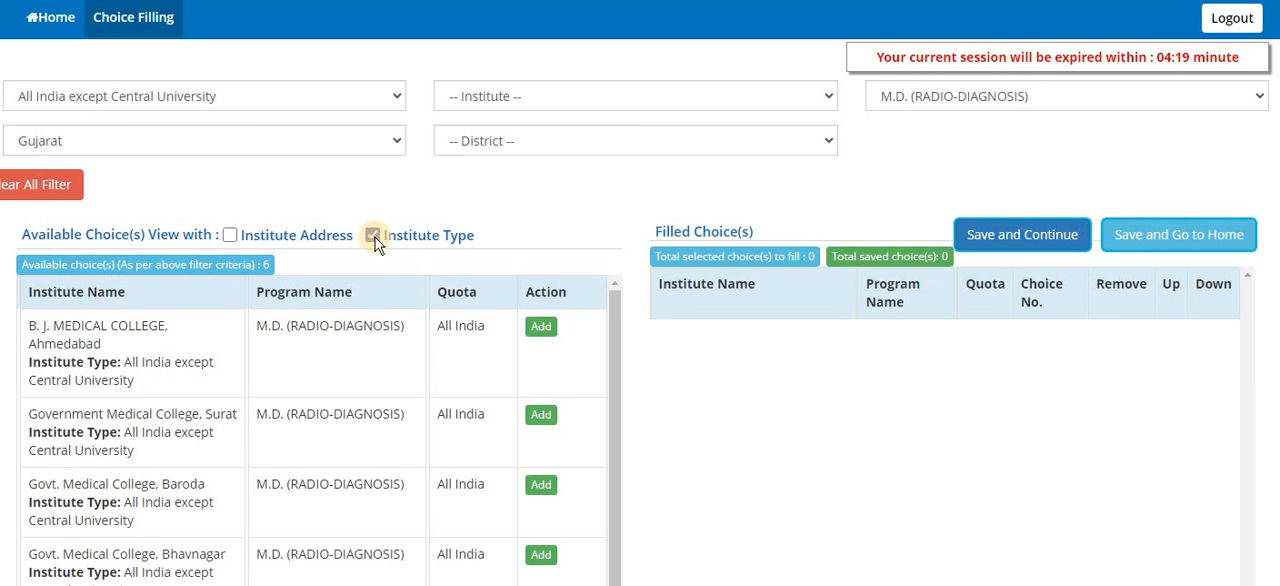 Home Choice Filling Logout
Your current session will be expired within : 04:19 minute
All India except Central University -- Institute -- M.D. (RADIO-DIAGNOSIS)
Gujarat -- District --
lear All Filter
Available Choice(s) View with : Institute Address Institute Type
Filled Choice(s) Save and Continue Save and Go to Home
Available choice(s) (As per above filter criteria) : 6
Total selected choice(s) to fill : 0 Total saved choice(s): 0
Institute Name Program Name Quota Action
B. J. MEDICAL COLLEGE, M.D. (RADIO-DIAGNOSIS) All India Add
Ahmedabad
Institute Type: All India except
Central University
Government Medical College, Surat M.D. (RADIO-DIAGNOSIS) All India Add
Institute Type: All India except
Central University
Govt. Medical College, Baroda M.D. (RADIO-DIAGNOSIS) All India Add
Institute Type: All India except
Central University
Govt. Medical College, Bhavnagar M.D. (RADIO-DIAGNOSIS) All India Add
Institute Type: All India except
Institute Name Program Quota Choice Remove Up Down
Name No.